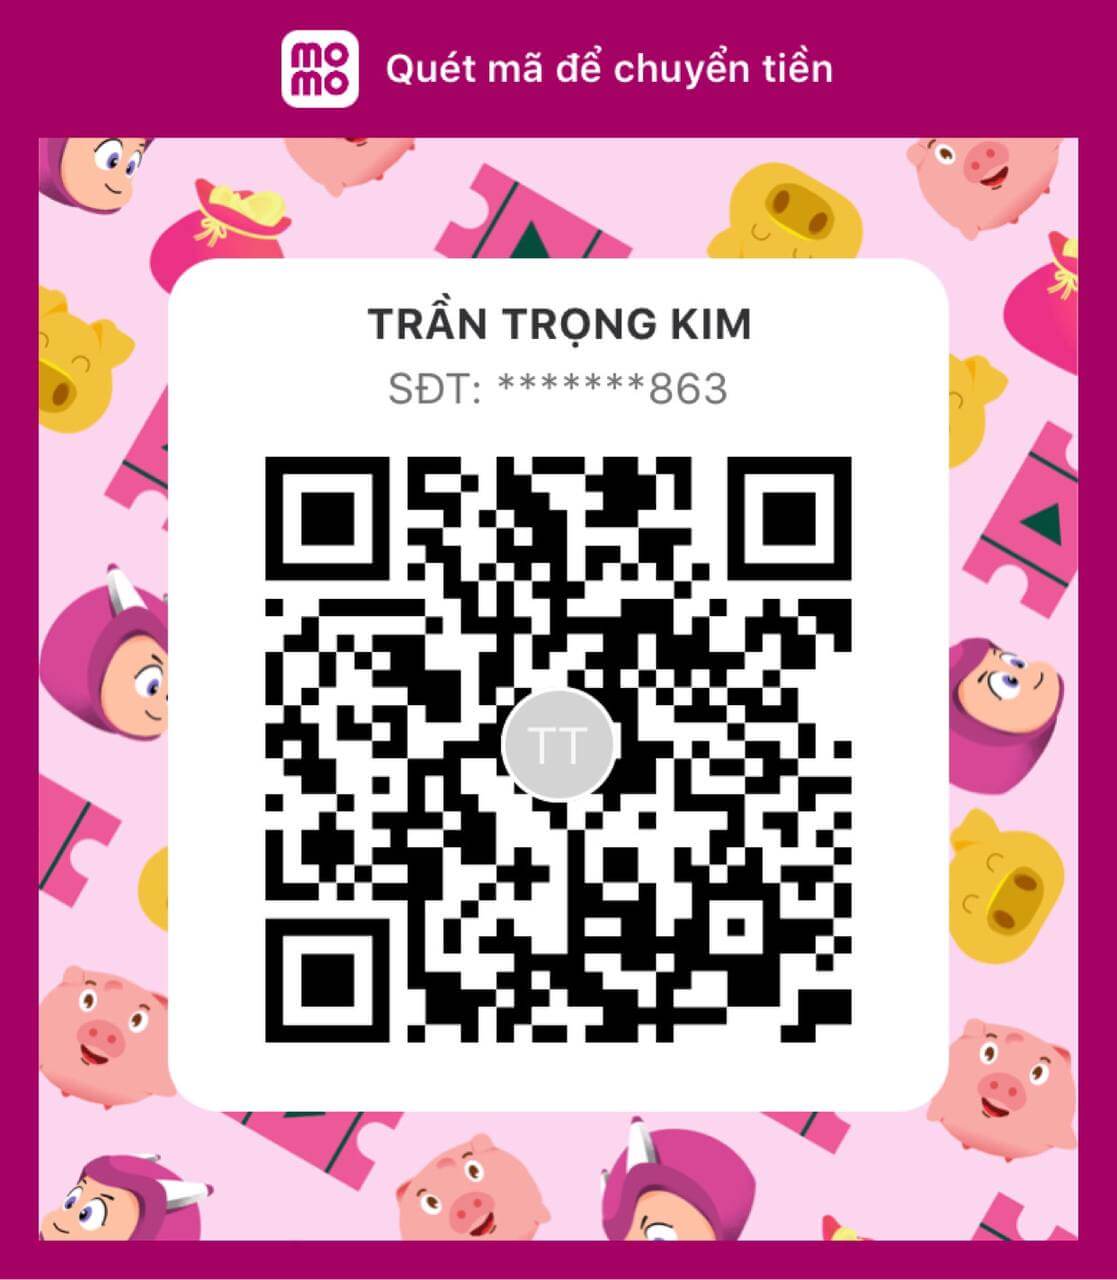 momo
Quét mã để chuyển tiền
TRẦN TRỌNG KIM
SĐT: *******863
TT